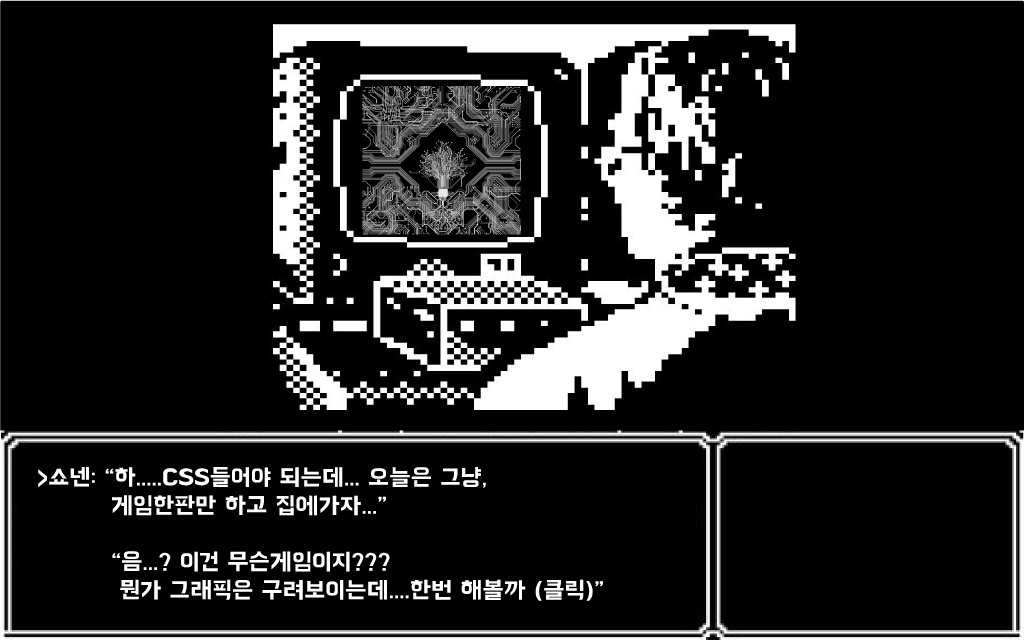 >쇼넨: “하.....CSS들어야 되는데... 오늘은 그냥,
게임한판만 하고 집에가자...”
“음...? 이건 무슨게임이지???
뭔가 그래픽은 구려보이는데....한번 해볼까 (클릭)”